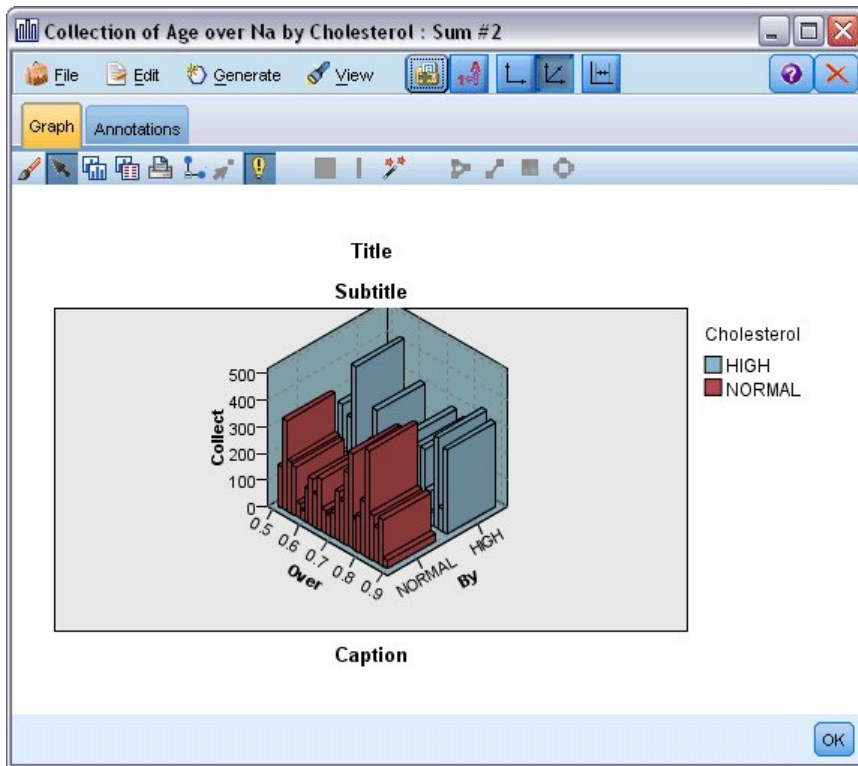 Collection of Age over Na by Cholesterol : Sum #2
File Edit Generate View
Graph Annotations
Title
Subtitle
Cholesterol
HIGH
NORMAL
500
400
300
200
100
0
Collect
0.5 0.6 0.7 0.8 0.9
Over
NORMAL HIGH
By
Caption
OK